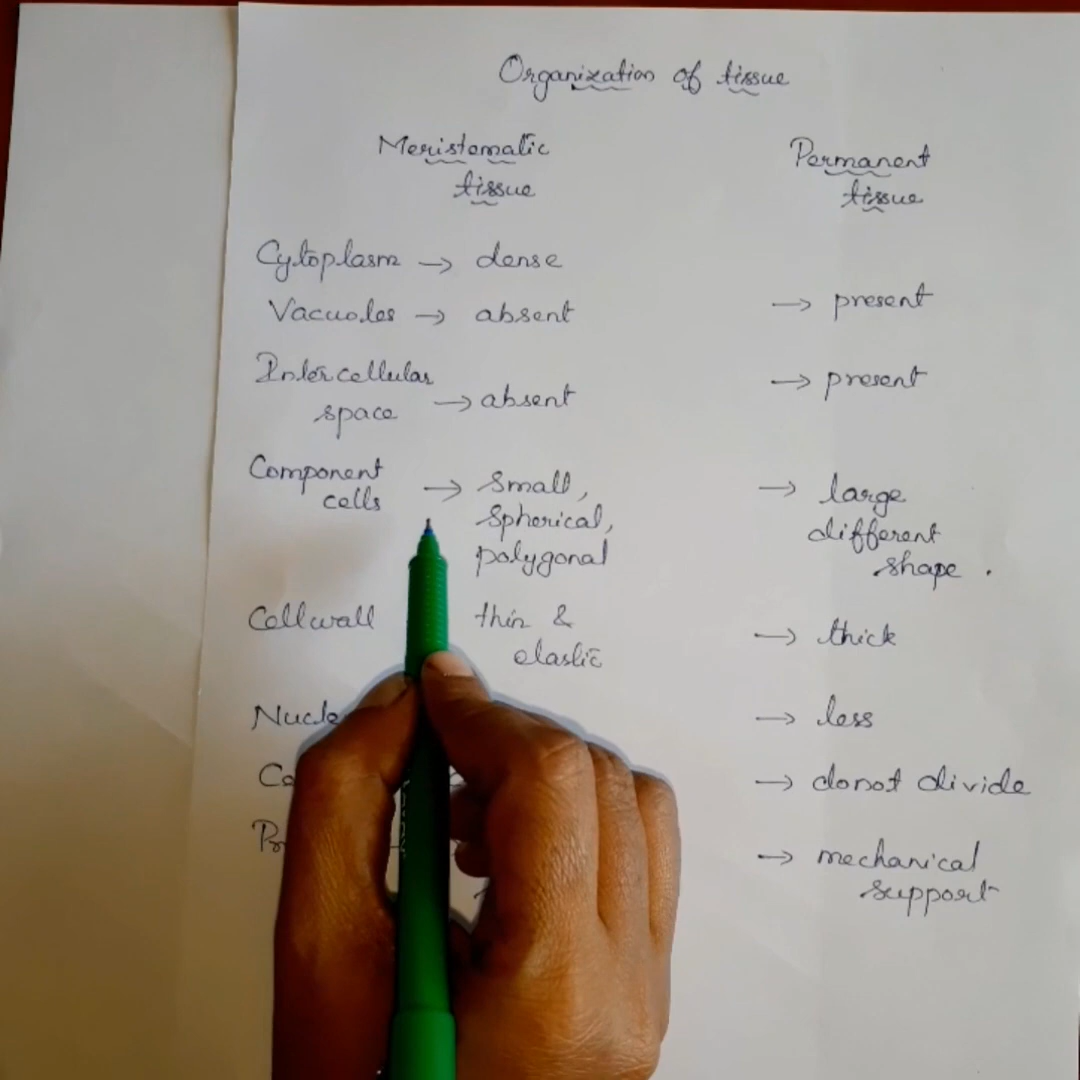 Organization of tissue
Meristematic
tissue
Permanent
tissue
Cytoplasm → dense
Vacuoles → absent
→ present
Intercellular
space → absent
→ present
Component
cells → Small,
Spherical,
polygonal
→ large
different
shape .
Cellwall thin &
elastic
→ thick
→ less
→ donot divide
→ mechanical
support